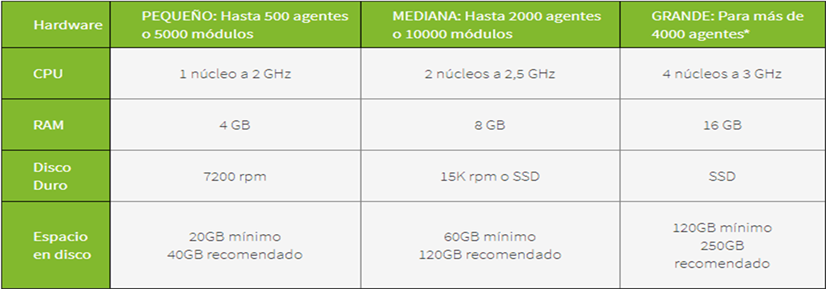 Hardware
PEQUEÑO: Hasta 500 agentes
o 5000 módulos
MEDIANA: Hasta 2000 agentes
o 10000 módulos
GRANDE: Para más de
4000 agentes*
CPU
1 núcleo a 2 GHz
2 núcleos a 2,5 GHz
4 núcleos a 3 GHz
RAM
4 GB
8 GB
16 GB
Disco
Duro
7200 rpm
15K rpm o SSD
SSD
Espacio
en disco
20GB mínimo
40GB recomendado
60GB mínimo
120GB recomendado
120GB mínimo
250GB
recomendado